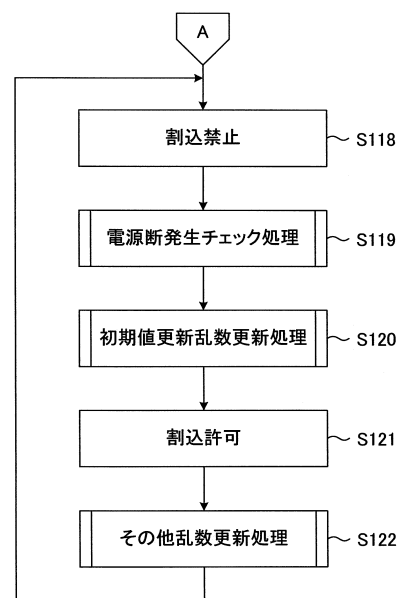 A
割込禁止 S118
電源断発生チェック処理 S119
初期値更新乱数更新処理 S120
割込許可 S121
その他乱数更新処理 S122